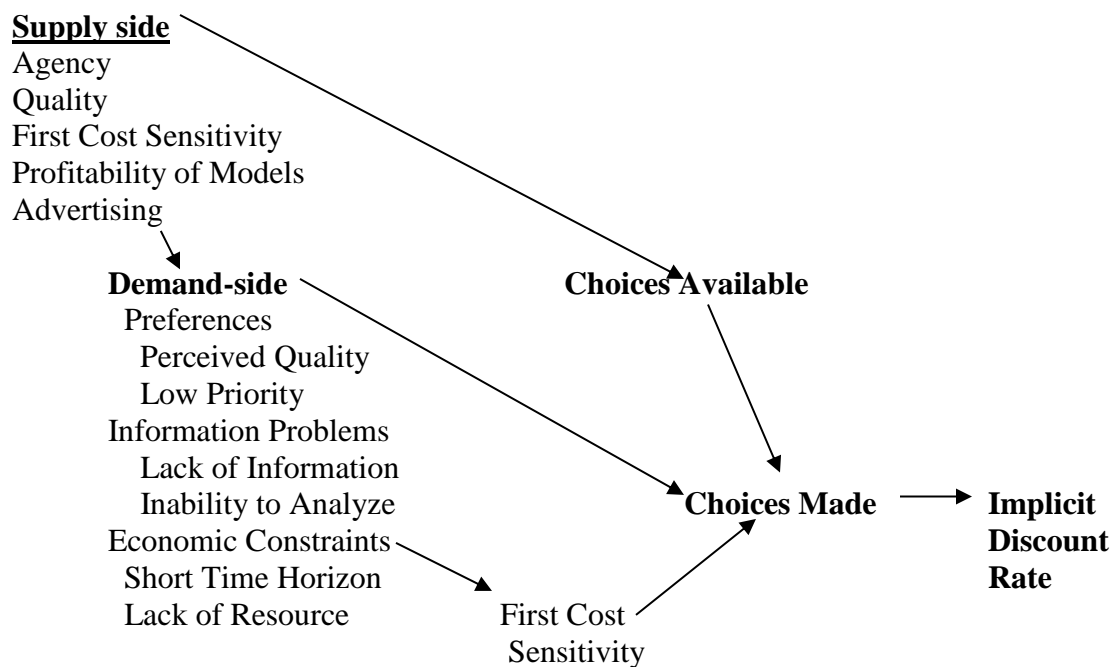 Supply side
Agency
Quality
First Cost Sensitivity
Profitability of Models
Advertising
Demand-side
Choices Available
Preferences
Perceived Quality
Low Priority
Information Problems
Lack of Information
Inability to Analyze
Choices Made
Implicit
Discount
Rate
Economic Constraints
Short Time Horizon
Lack of Resource
First Cost
Sensitivity